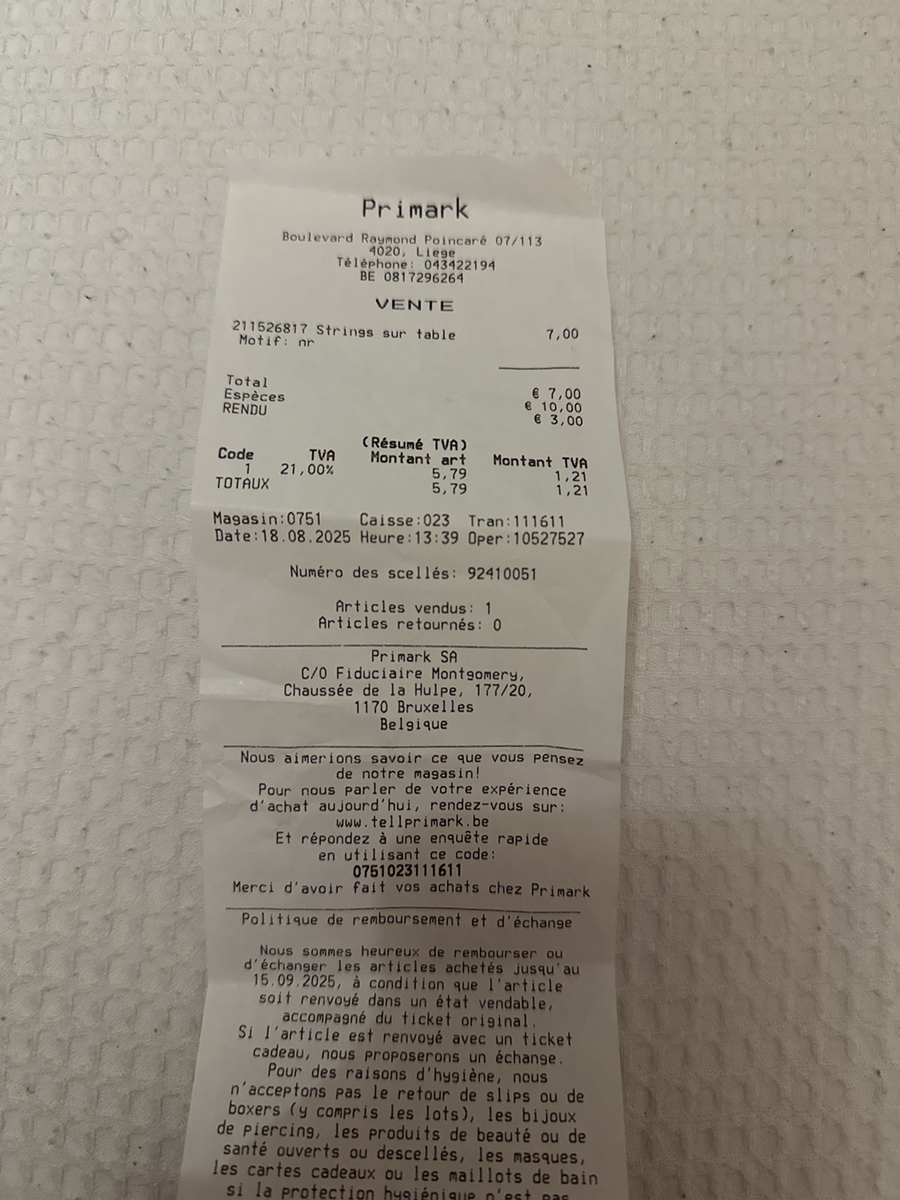 Primark
Boulevard Raymond Poincaré 07/113
4020, Liege
Téléphone: 043422194
BE 0817296264
VENTE
211526817 Strings sur table 7,00
Motif: nr
Total € 7,00
Espèces € 10,00
RENDU € 3,00
(Résumé TVA)
Code TVA Montant art Montant TVA
1 21,00% 5,79 1,21
TOTAUX 5,79 1,21
Magasin:0751 Caisse:023 Tran:111611
Date:18.08.2025 Heure:13:39 Oper:10527527
Numéro des scellés: 92410051
Articles vendus: 1
Articles retournés: 0
Primark SA
C/O Fiduciaire Montgomery,
Chaussée de la Hulpe, 177/20,
1170 Bruxelles
Belgique
Nous aimerions savoir ce que vous pensez
de notre magasin!
Pour nous parler de votre expérience
d'achat aujourd'hui, rendez-vous sur:
www.tellprimark.be
Et répondez à une enquête rapide
en utilisant ce code:
0751023111611
Merci d'avoir fait vos achats chez Primark
Politique de remboursement et d'échange
Nous sommes heureux de rembourser ou
d'échanger les articles achetés jusqu'au
15.09.2025, à condition que l'article
soit renvoyé dans un état vendable,
accompagné du ticket original.
Si l'article est renvoyé avec un ticket
cadeau, nous proposerons un échange.
Pour des raisons d'hygiène, nous
n'acceptons pas le retour de slips ou de
boxers (y compris les lots), les bijoux
de piercing, les produits de beauté ou de
santé ouverts ou descellés, les masques,
les cartes cadeaux ou les maillots de bain
si la protection hygiénique n'est pas